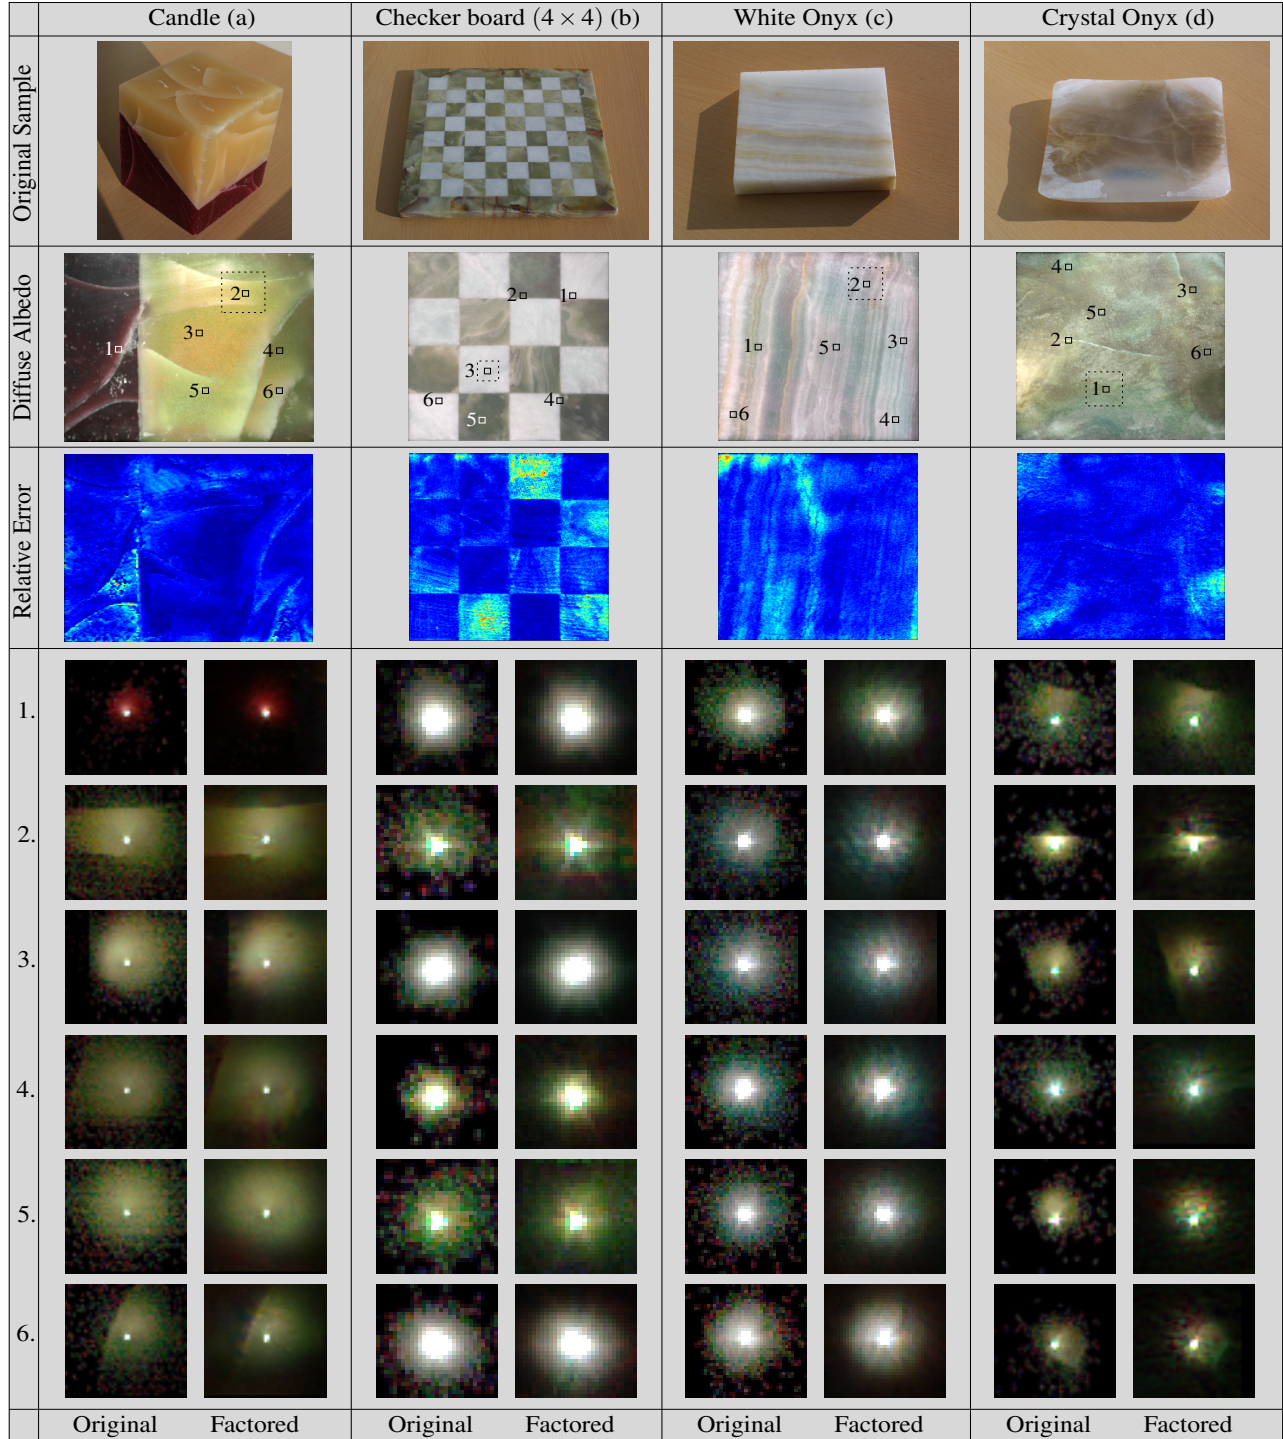 Candle (a)
Checker board (4 × 4) (b)
White Onyx (c)
Crystal Onyx (d)
Original Sample
Diffuse Albedo
1
2
3
4
5
6
2
1
3
6
5
4
2
1
5
3
6
4
4
3
5
2
6
1
Relative Error
1.
2.
3.
4.
5.
6.
Original
Factored
Original
Factored
Original
Factored
Original
Factored